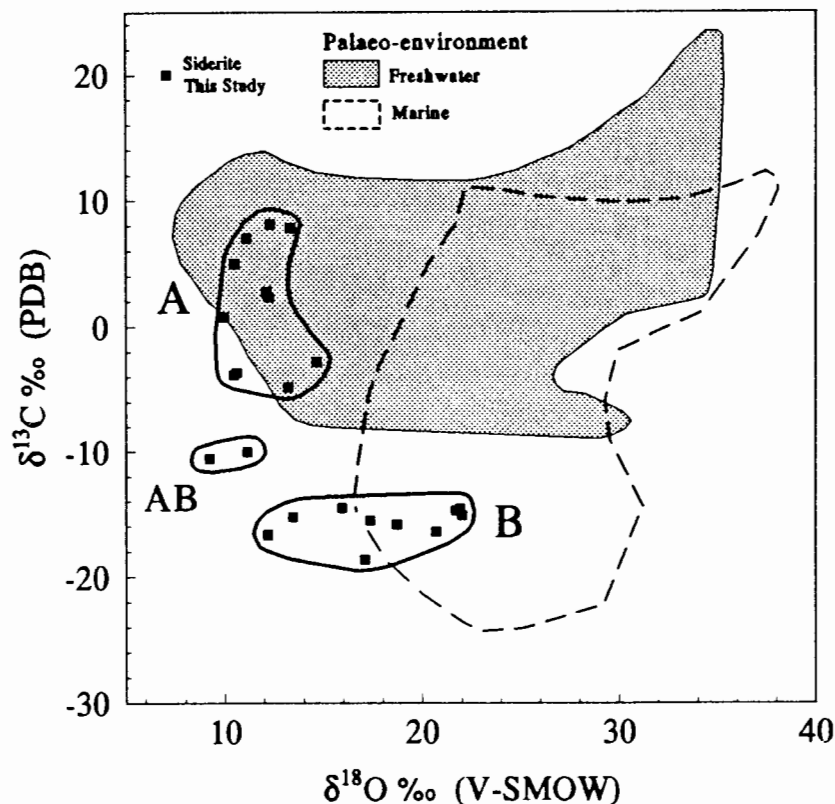 Palaeo-environment
Siderite
This Study
Freshwater
Marine
20
10
0
-10
-20
-30
δ¹³C ‰ (PDB)
A
AB
B
10
20
30
40
δ¹⁸O ‰ (V-SMOW)